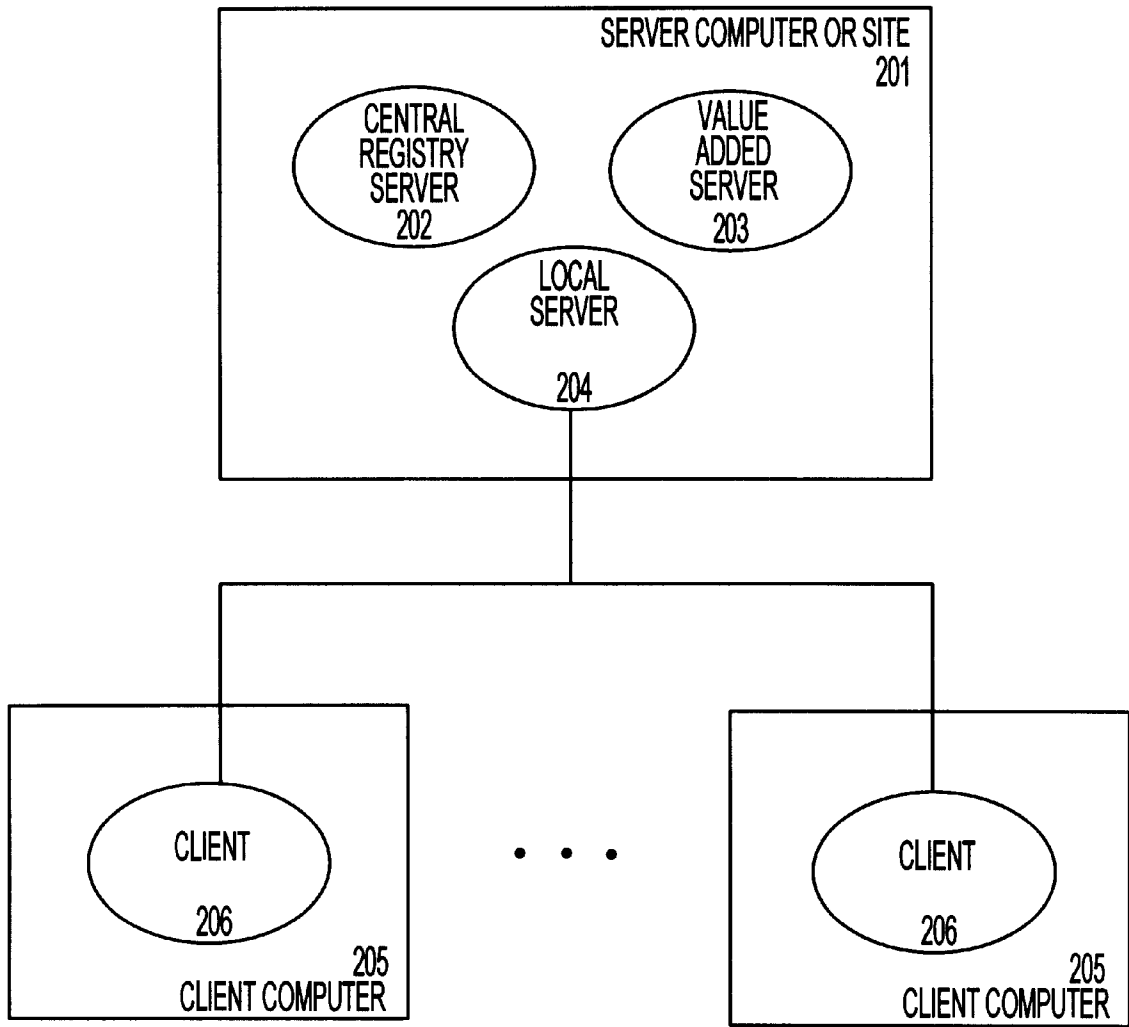 SERVER COMPUTER OR SITE
201
CENTRAL
REGISTRY
SERVER
202
VALUE
ADDED
SERVER
203
LOCAL
SERVER
204
CLIENT
206
205
CLIENT COMPUTER
CLIENT
206
205
CLIENT COMPUTER